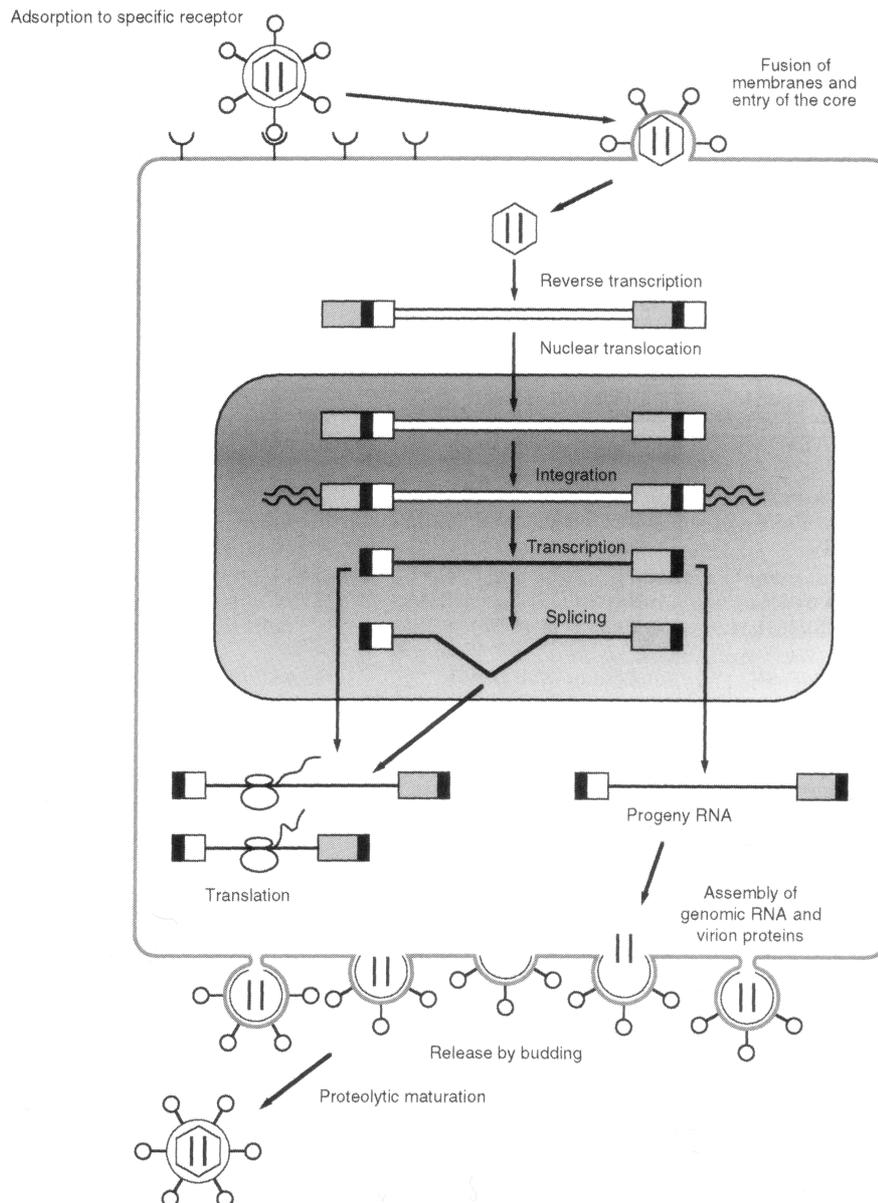 Adsorption to specific receptor
Fusion of
membranes and
entry of the core
Reverse transcription
Nuclear translocation
Integration
Transcription
Splicing
Progeny RNA
Translation
Assembly of
genomic RNA and
virion proteins
Release by budding
Proteolytic maturation